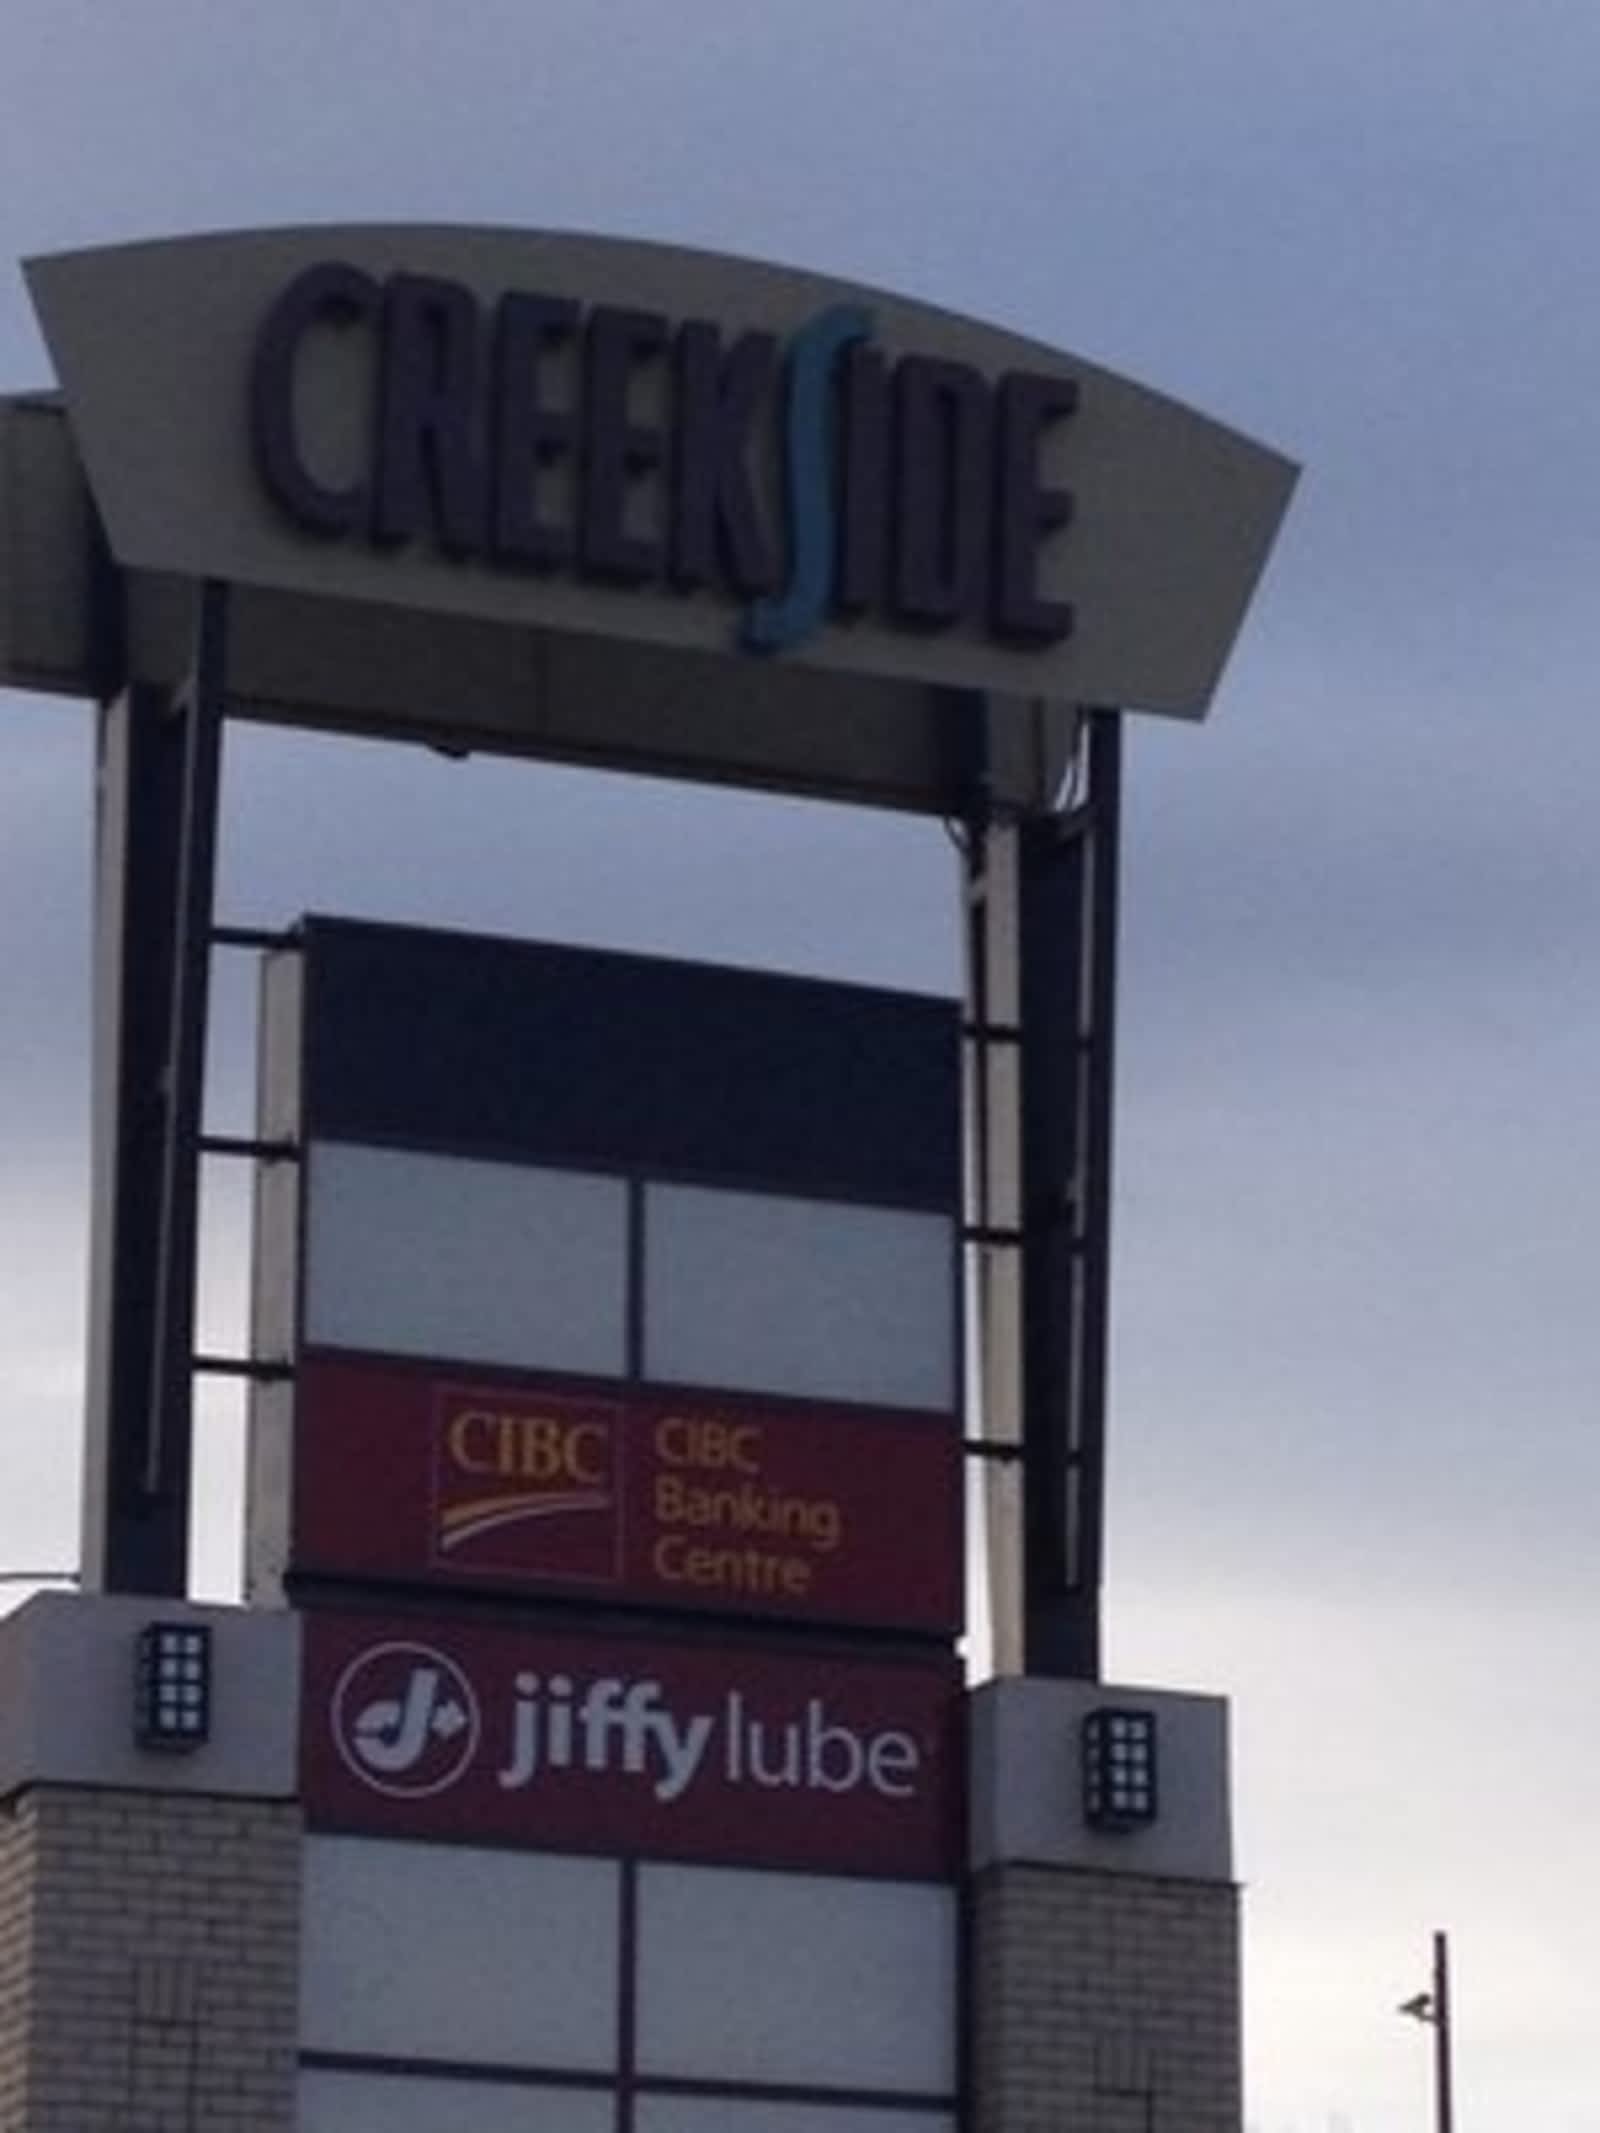 CREEKSIDE
CIBC
CIBC
Banking
Centre
jiffy lube